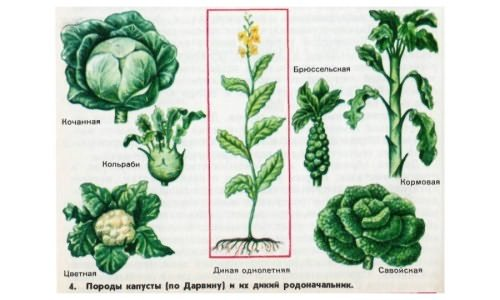 Кочанная
Кольраби
Цветная
Дикая однолетняя
Брюссельская
Кормовая
Савойская
4. Породы капусты (по Дарвину) и их дикий родоначальник.